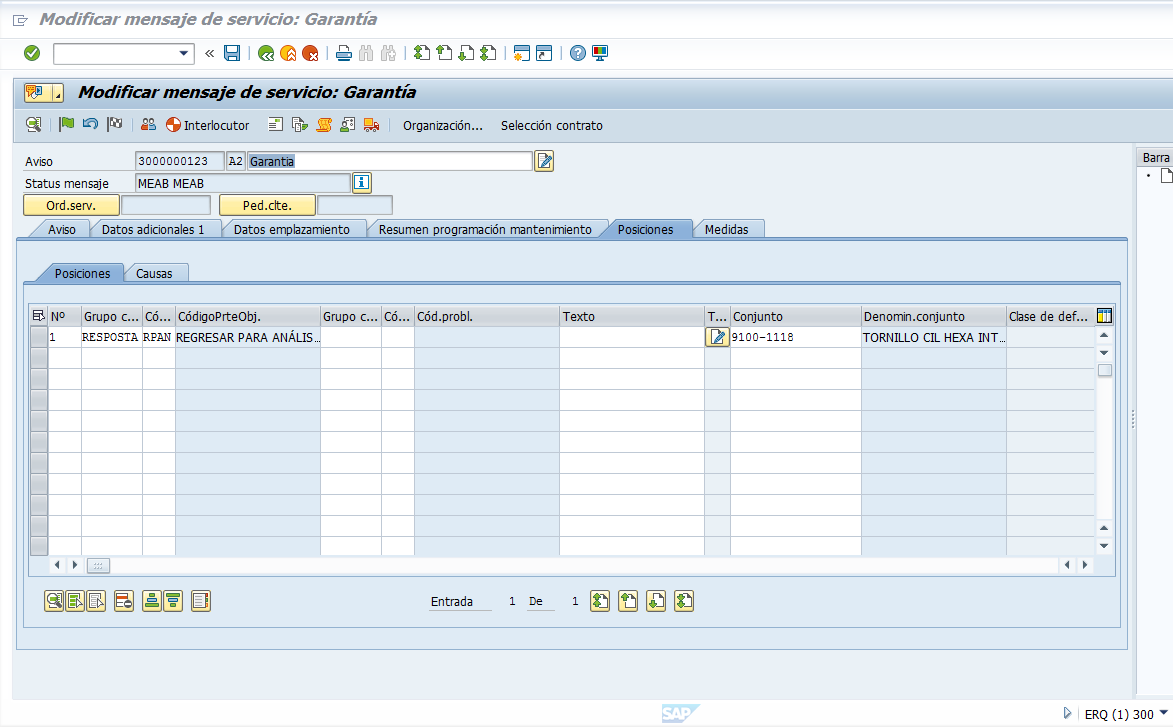 Modificar mensaje de servicio: Garantía
Modificar mensaje de servicio: Garantía
Interlocutor Organización... Selección contrato
Aviso 3000000123 A2 Garantia
Status mensaje MEAB MEAB
Ord.serv. Ped.clte.
Aviso Datos adicionales 1 Datos emplazamiento Resumen programación mantenimiento Posiciones Medidas
Posiciones Causas
Nº Grupo c... Có... CódigoPrteObj. Grupo c... Có... Cód.probl. Texto T... Conjunto Denomin.conjunto Clase de def...
1 RESPOSTA RPAN REGRESAR PARA ANÁLIS... 9100-1118 TORNILLO CIL HEXA INT...
Entrada 1 De 1
Barra
SAP
ERQ (1) 300